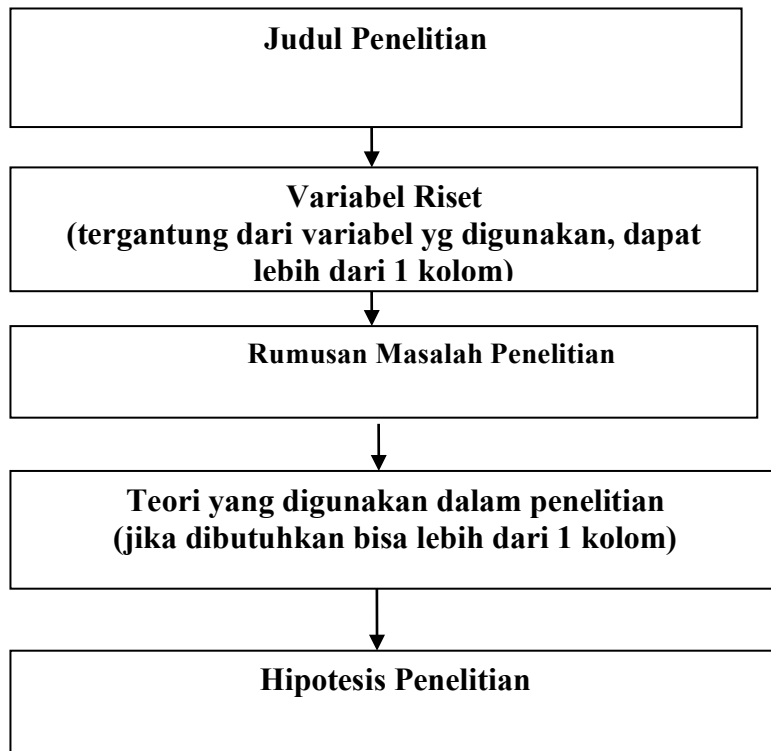 Judul Penelitian
Variabel Riset
(tergantung dari variabel yg digunakan, dapat
lebih dari 1 kolom)
Rumusan Masalah Penelitian
Teori yang digunakan dalam penelitian
(jika dibutuhkan bisa lebih dari 1 kolom)
Hipotesis Penelitian